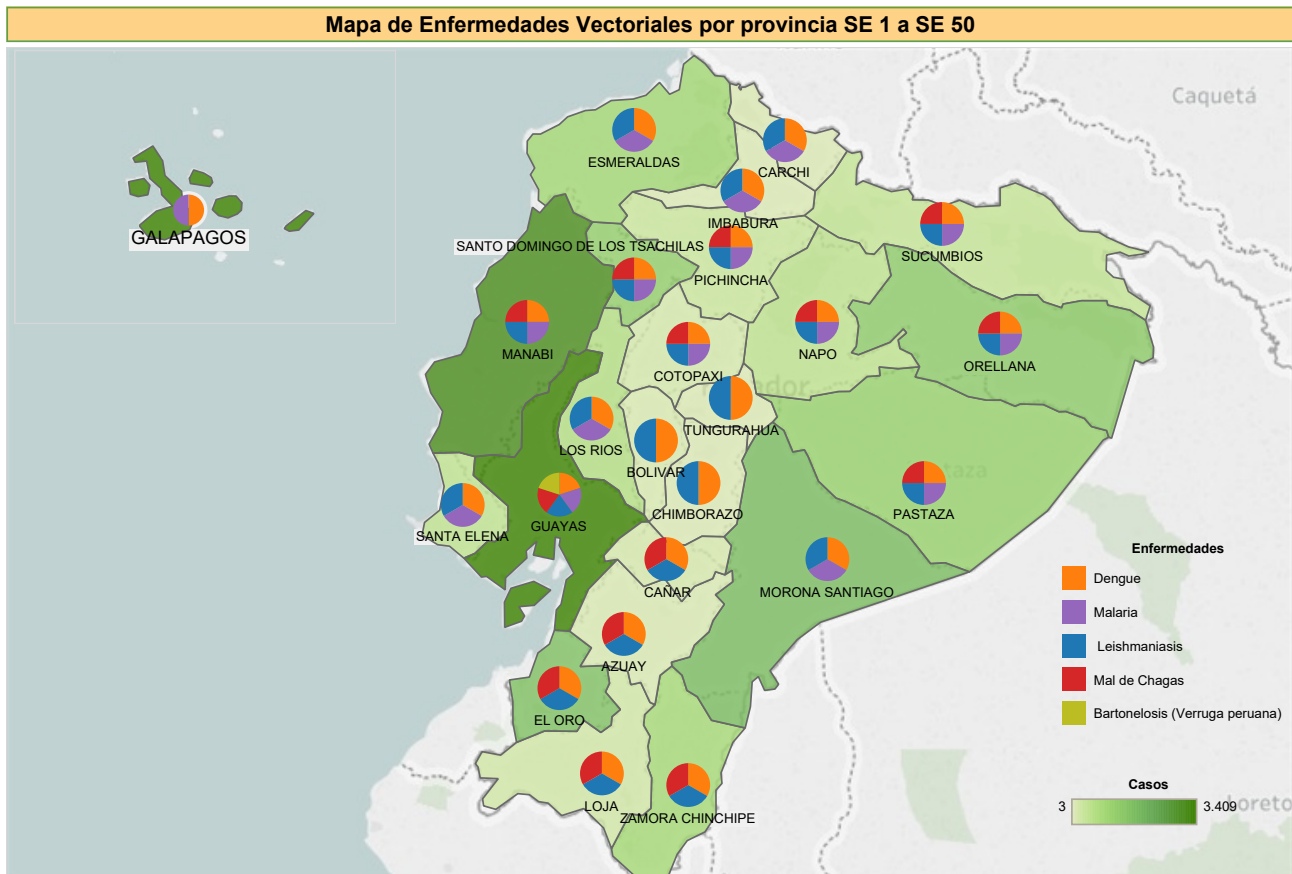 Mapa de Enfermedades Vectoriales por provincia SE 1 a SE 50
Caquetá
ESMERALDAS
CARCHI
IMBABURA
GALAPAGOS
SANTO DOMINGO DE LOS TSACHILAS
SUCUMBIOS
PICHINCHA
MANABI
NAPO
COTOPAXI
ORELLANA
TUNGURAHUA
LOS RIOS
BOLIVAR
CHIMBORAZO
PASTAZA
GUAYAS
SANTA ELENA
CAÑAR
MORONA SANTIAGO
AZUAY
EL ORO
LOJA
ZAMORA CHINCHIPE
Enfermedades
Dengue
Malaria
Leishmaniasis
Mal de Chagas
Bartonelosis (Verruga peruana)
Casos
3
3.409
Loreto